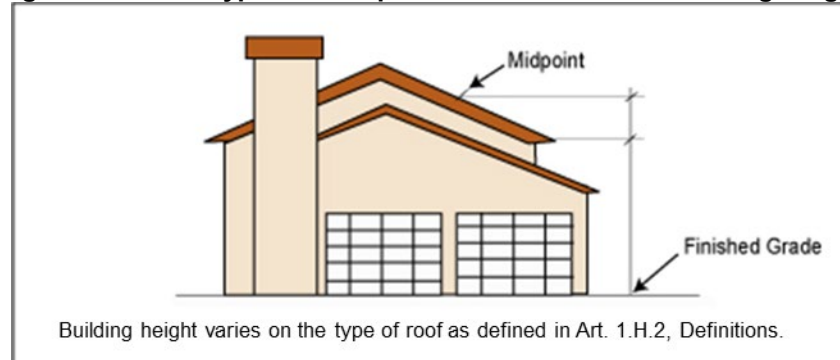 Midpoint
Finished Grade
Building height varies on the type of roof as defined in Art. 1.H.2, Definitions.